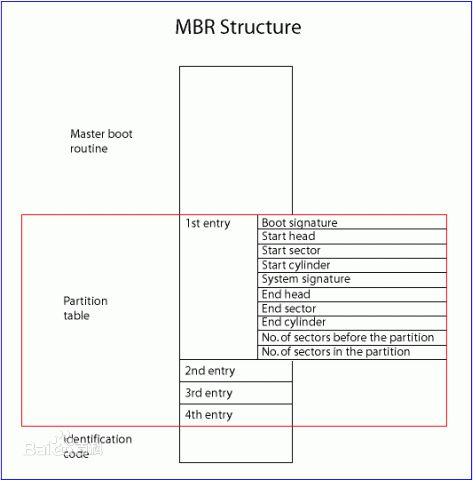 MBR Structure
Master boot
routine
1st entry
Boot signature
Start head
Start sector
Start cylinder
System signature
End head
End sector
End cylinder
No. of sectors before the partition
No. of sectors in the partition
Partition
table
2nd entry
3rd entry
4th entry
identification
code